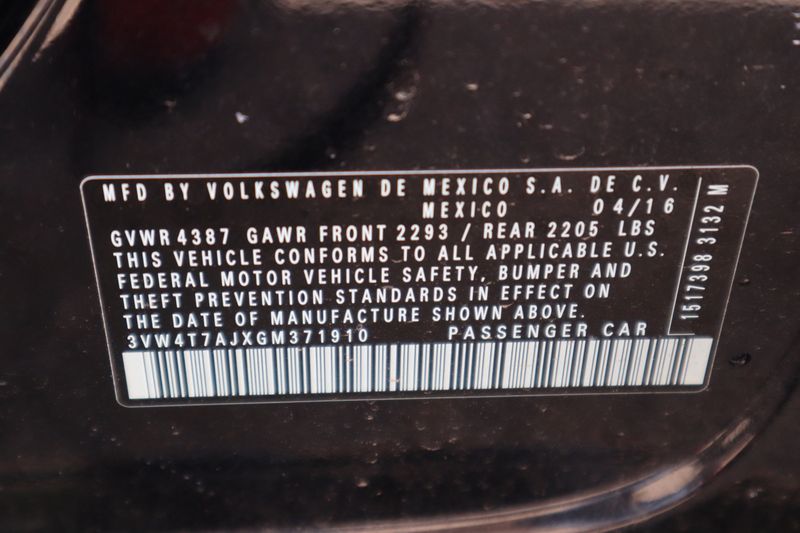 MFD BY VOLKSWAGEN DE MEXICO S.A. DE C.V.
MEXICO 04/16
GVWR 4387 GAWR FRONT 2293 / REAR 2205 LBS
THIS VEHICLE CONFORMS TO ALL APPLICABLE U.S.
FEDERAL MOTOR VEHICLE SAFETY, BUMPER AND
THEFT PREVENTION STANDARDS IN EFFECT ON
THE DATE OF MANUFACTURE SHOWN ABOVE.
3VW4T7AJXGM371910 PASSENGER CAR
1517398 3132 M